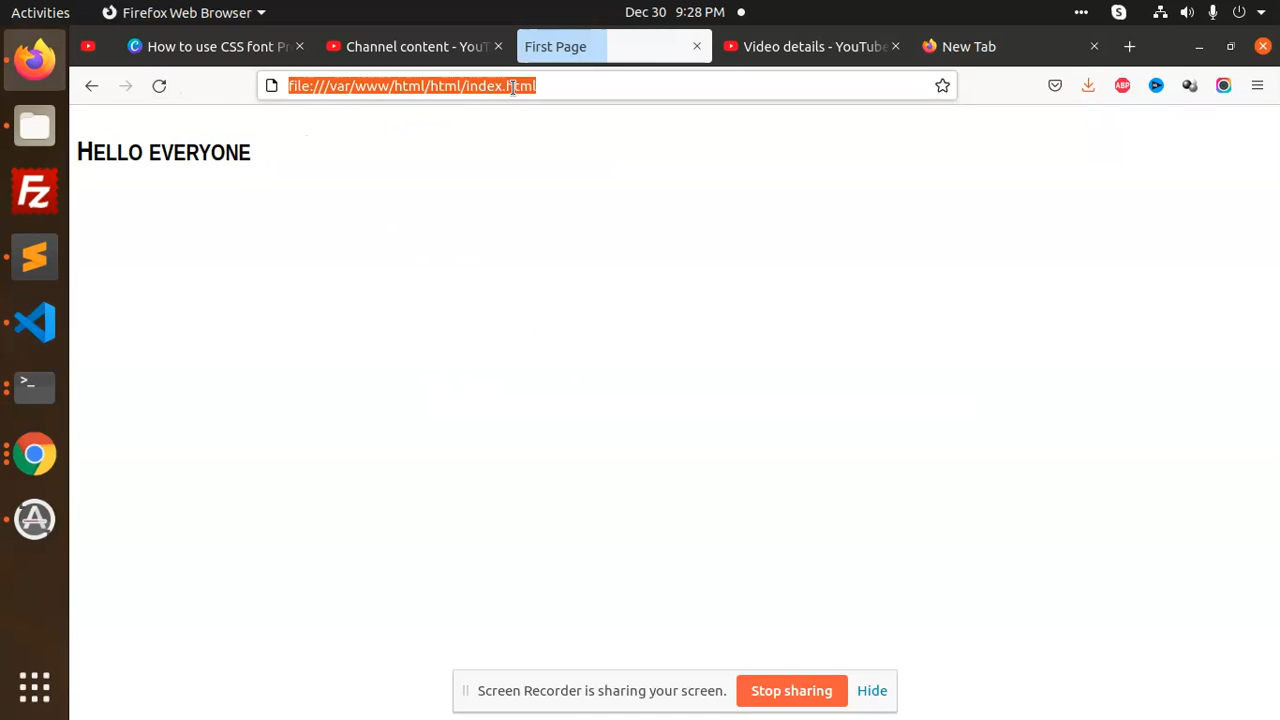 Activities Firefox Web Browser Dec 30 9:28 PM
How to use CSS font Pr Channel content - YouT First Page Video details - YouTube New Tab
file:///var/www/html/html/index.html ABP
HELLO EVERYONE
Fz
>_
Screen Recorder is sharing your screen. Stop sharing Hide